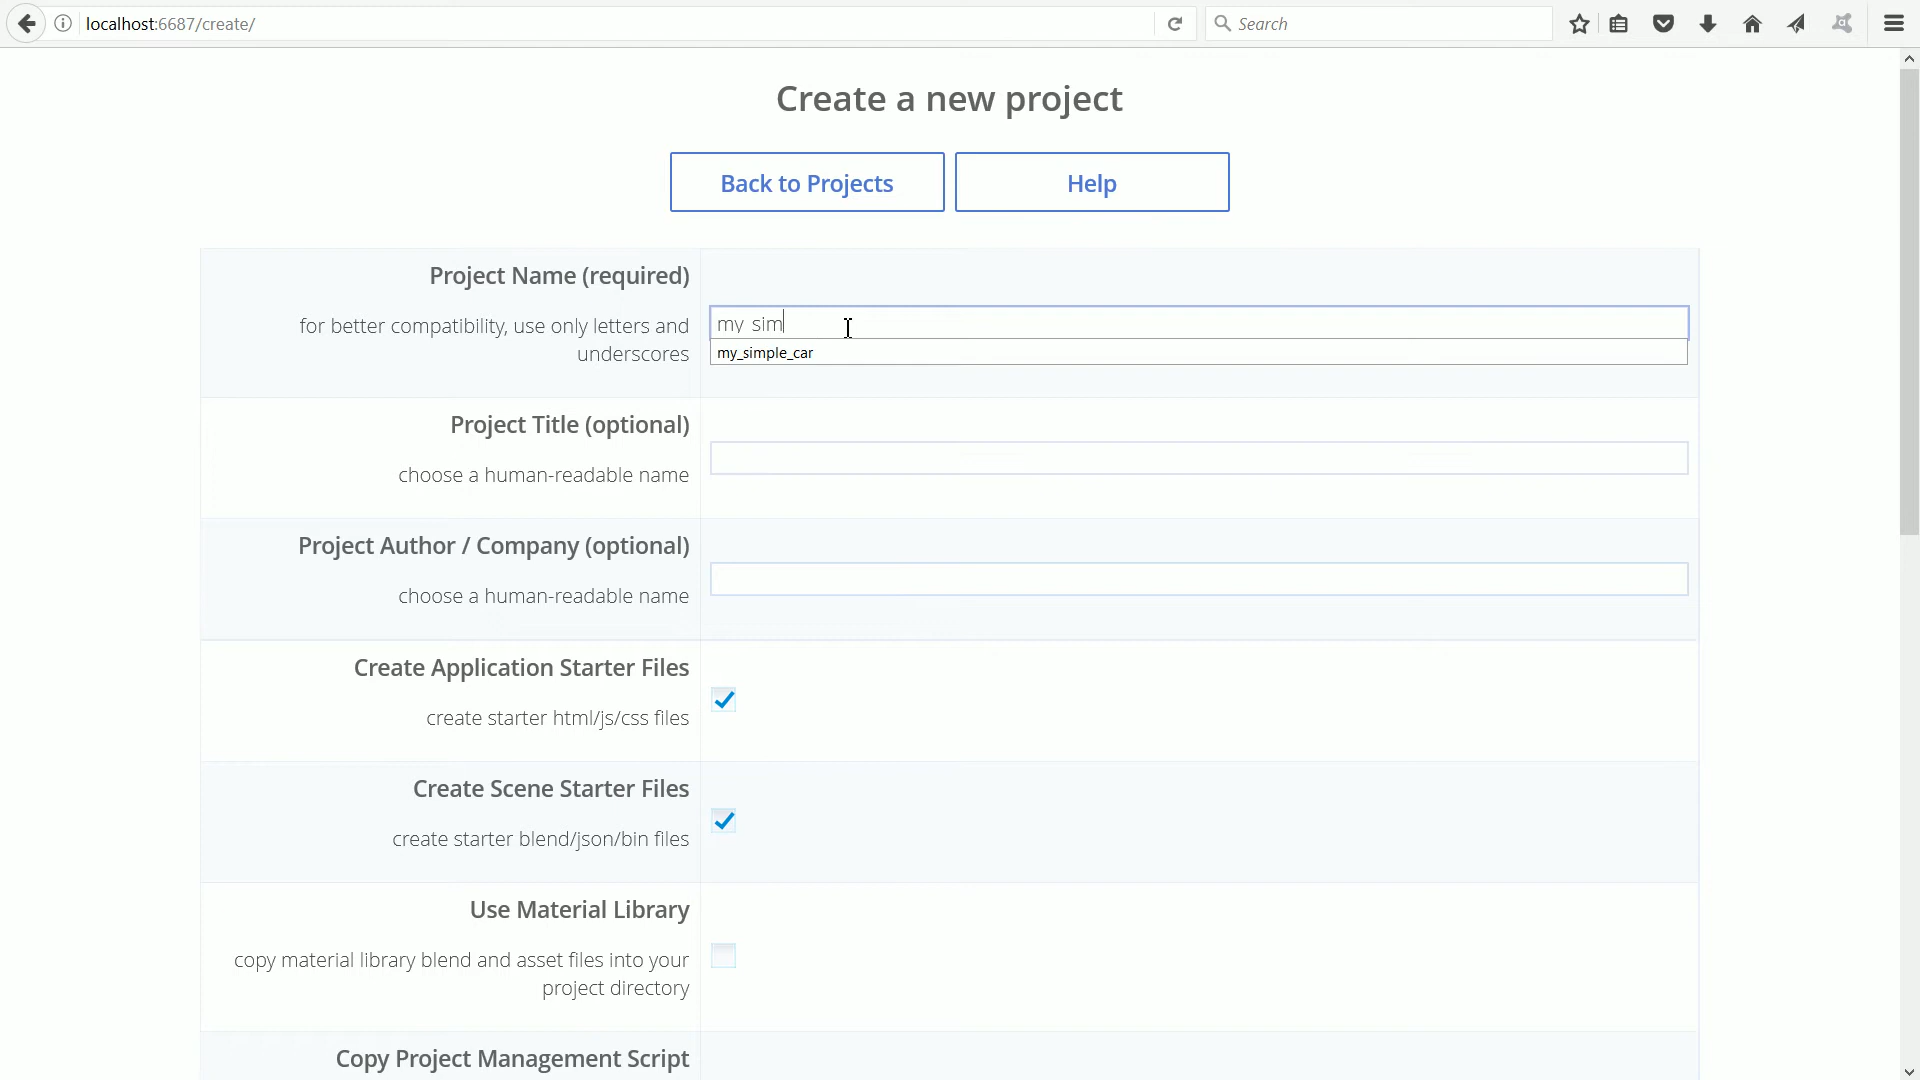 localhost:6687/create/
Search
Create a new project
Back to Projects
Help
Project Name (required)
for better compatibility, use only letters and
underscores
my_sim
my_simple_car
Project Title (optional)
choose a human-readable name
Project Author / Company (optional)
choose a human-readable name
Create Application Starter Files
create starter html/js/css files
Create Scene Starter Files
create starter blend/json/bin files
Use Material Library
copy material library blend and asset files into your
project directory
Copy Project Management Script